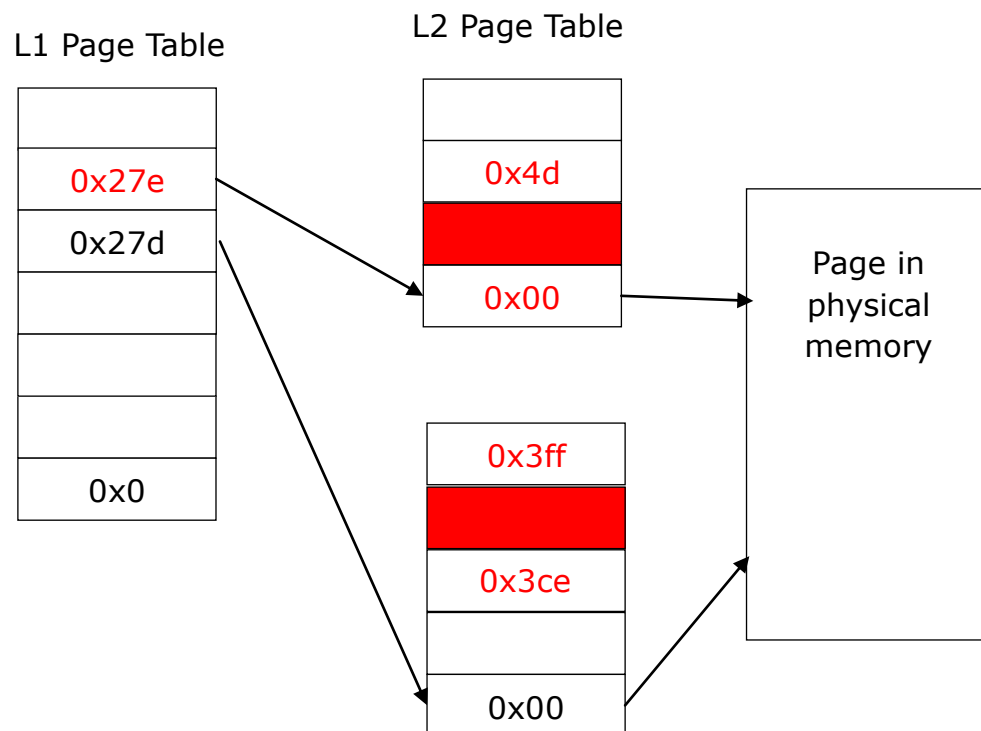 L1 Page Table
0x27e
0x27d
0x0
L2 Page Table
0x4d
0x00
0x3ff
0x3ce
0x00
Page in
physical
memory